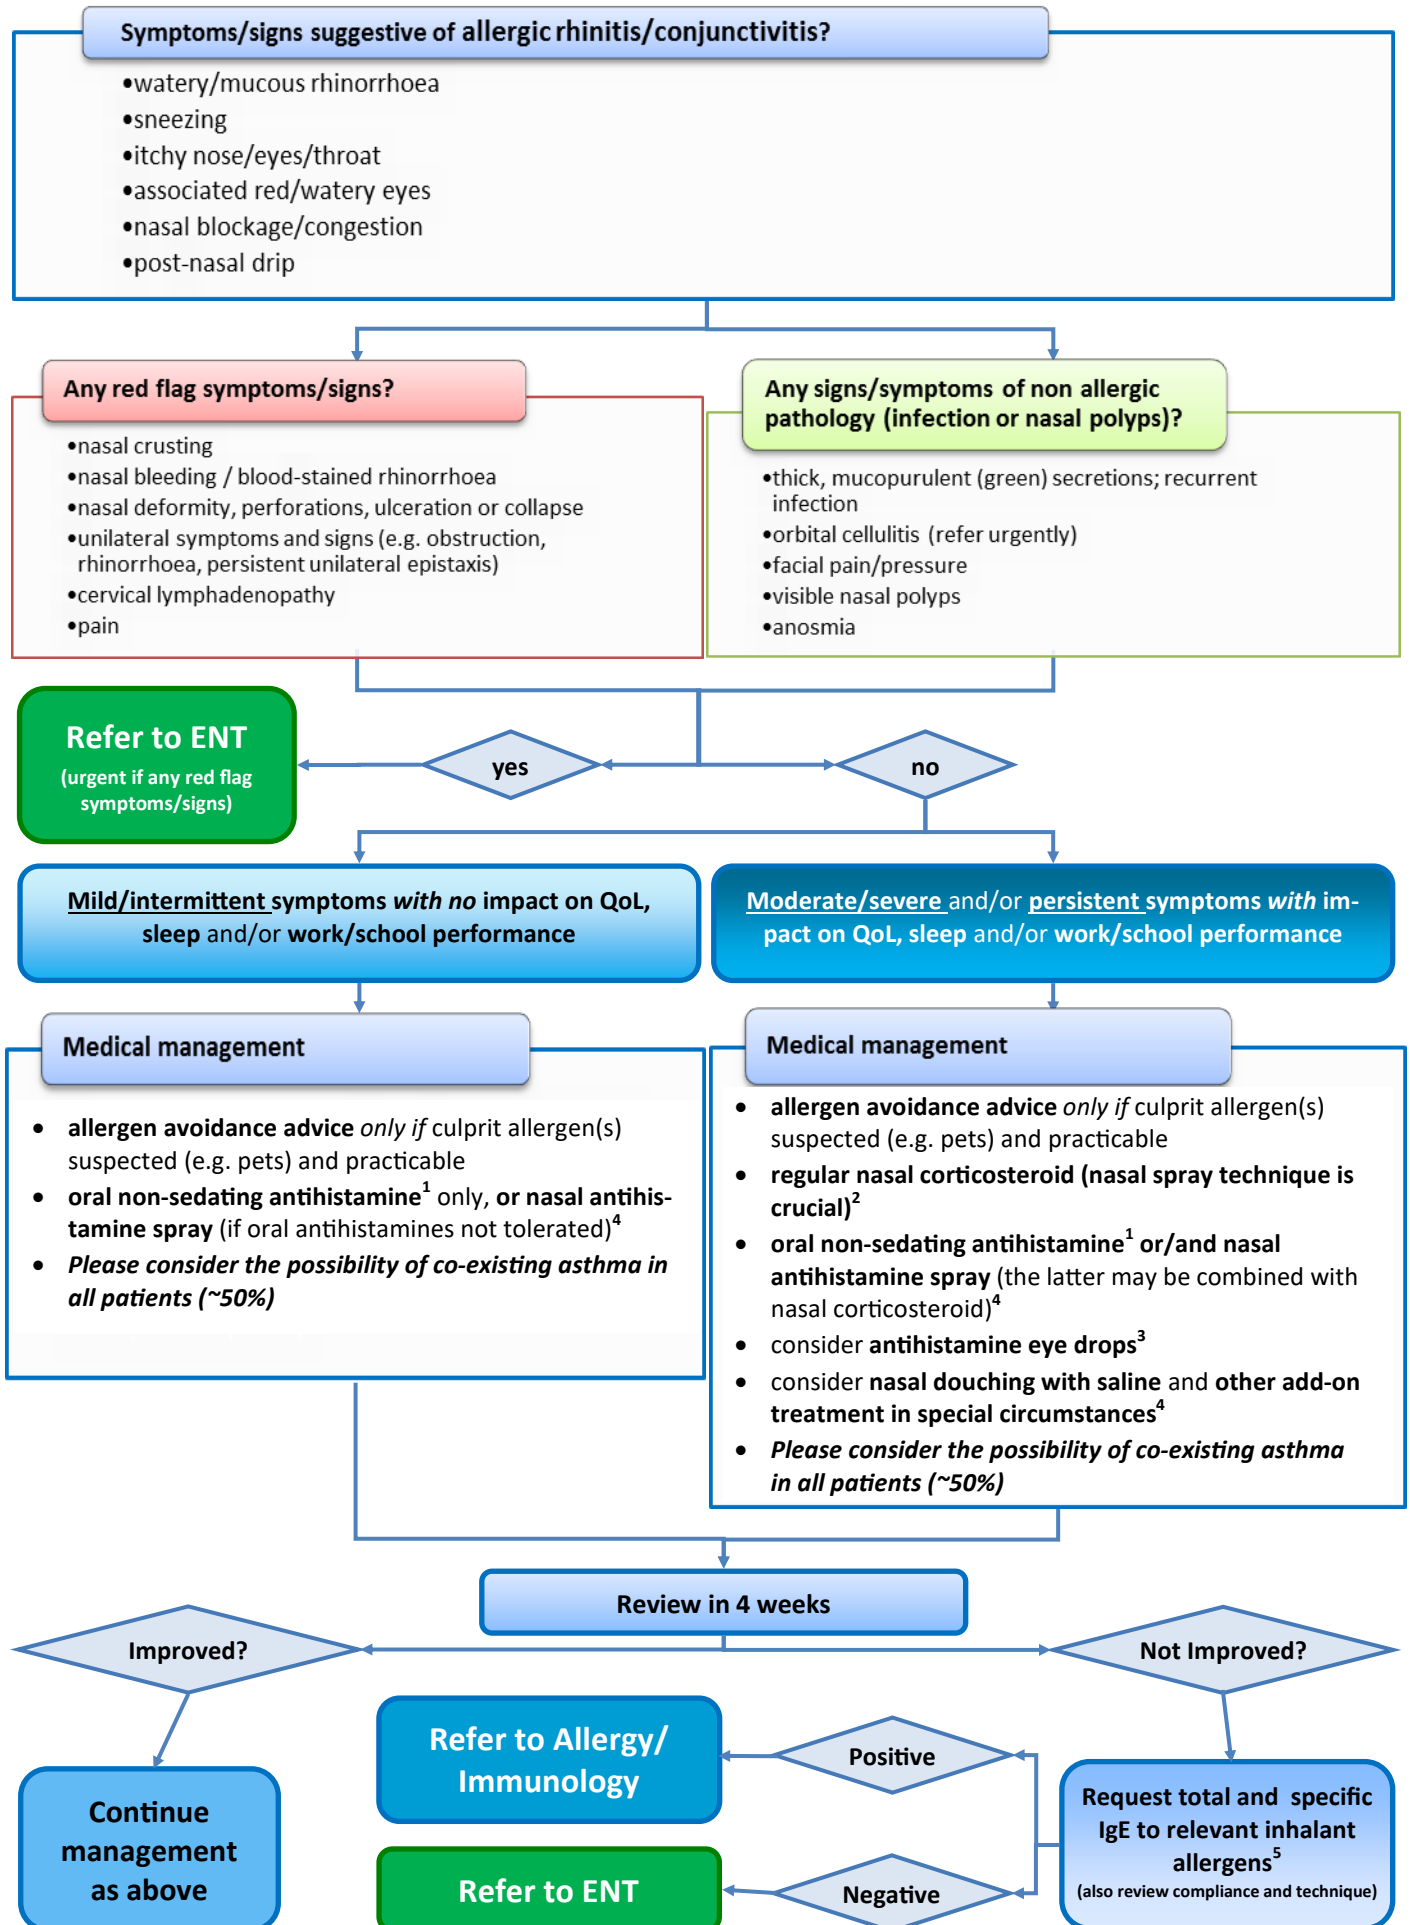 Symptoms/signs suggestive of allergic rhinitis/conjunctivitis?
•watery/mucous rhinorrhoea
•sneezing
•itchy nose/eyes/throat
•associated red/watery eyes
•nasal blockage/congestion
•post-nasal drip
Any red flag symptoms/signs?
•nasal crusting
•nasal bleeding / blood-stained rhinorrhoea
•nasal deformity, perforations, ulceration or collapse
•unilateral symptoms and signs (e.g. obstruction,
rhinorrhoea, persistent unilateral epistaxis)
•cervical lymphadenopathy
•pain
Any signs/symptoms of non allergic
pathology (infection or nasal polyps)?
•thick, mucopurulent (green) secretions; recurrent
infection
•orbital cellulitis (refer urgently)
•facial pain/pressure
•visible nasal polyps
•anosmia
Refer to ENT
(urgent if any red flag
symptoms/signs)
yes
no
Mild/intermittent symptoms with no impact on QoL,
sleep and/or work/school performance
Moderate/severe and/or persistent symptoms with im-
pact on QoL, sleep and/or work/school performance
Medical management
• allergen avoidance advice only if culprit allergen(s)
suspected (e.g. pets) and practicable
• oral non-sedating antihistamine¹ only, or nasal antihis-
tamine spray (if oral antihistamines not tolerated)⁴
• Please consider the possibility of co-existing asthma in
all patients (~50%)
Medical management
• allergen avoidance advice only if culprit allergen(s)
suspected (e.g. pets) and practicable
• regular nasal corticosteroid (nasal spray technique is
crucial)²
• oral non-sedating antihistamine¹ or/and nasal
antihistamine spray (the latter may be combined with
nasal corticosteroid)⁴
• consider antihistamine eye drops³
• consider nasal douching with saline and other add-on
treatment in special circumstances⁴
• Please consider the possibility of co-existing asthma
in all patients (~50%)
Review in 4 weeks
Improved?
Not Improved?
Continue
management
as above
Refer to Allergy/
Immunology
Positive
Request total and specific
IgE to relevant inhalant
allergens⁵
(also review compliance and technique)
Refer to ENT
Negative